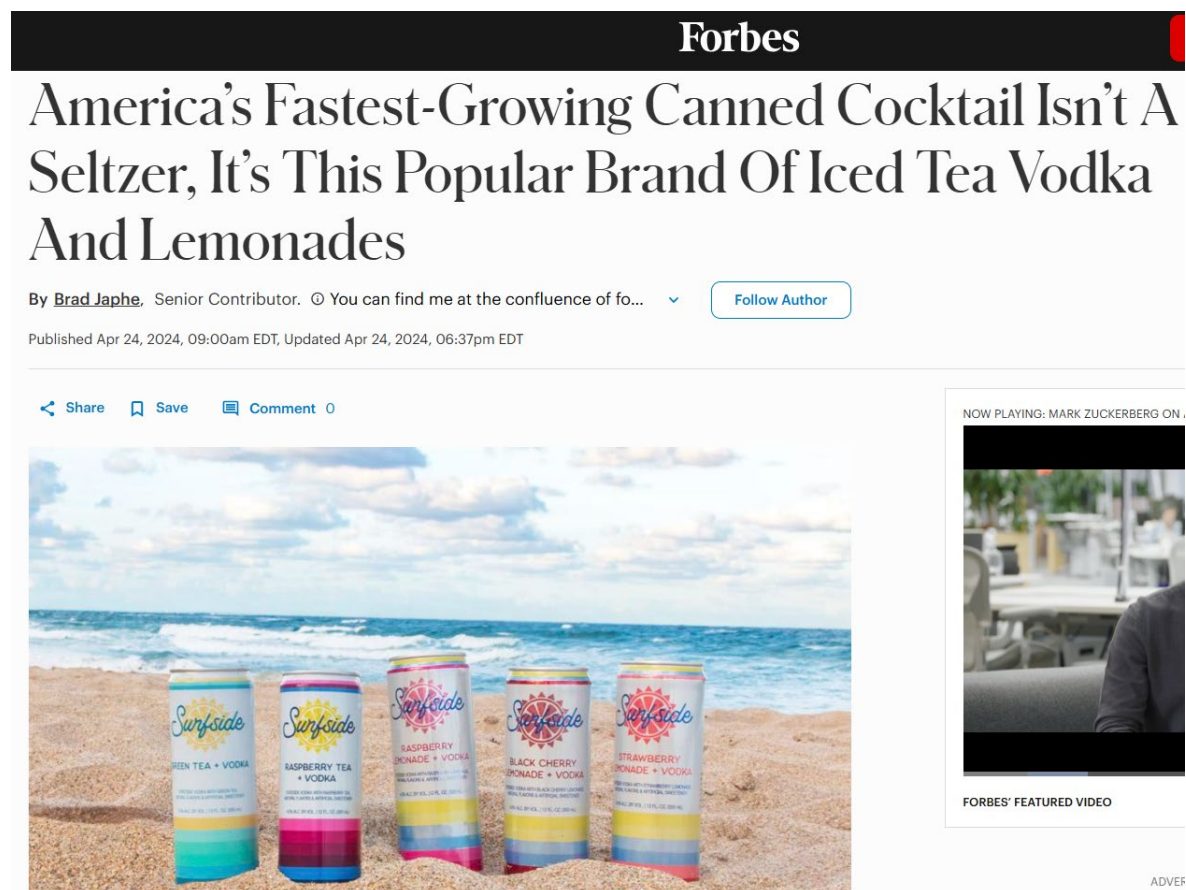 Forbes
America's Fastest-Growing Canned Cocktail Isn't A
Seltzer, It's This Popular Brand Of Iced Tea Vodka
And Lemonades
By Brad Japhe, Senior Contributor. ⓘ You can find me at the confluence of fo...
Follow Author
Published Apr 24, 2024, 09:00am EDT, Updated Apr 24, 2024, 06:37pm EDT
Share Save Comment 0
NOW PLAYING: MARK ZUCKERBERG ON
Surfside
GREEN TEA + VODKA
Surfside
RASPBERRY TEA
+ VODKA
Surfside
RASPBERRY
LEMONADE + VODKA
Surfside
BLACK CHERRY
LEMONADE + VODKA
Surfside
STRAWBERRY
LEMONADE + VODKA
FORBES' FEATURED VIDEO
ADVER